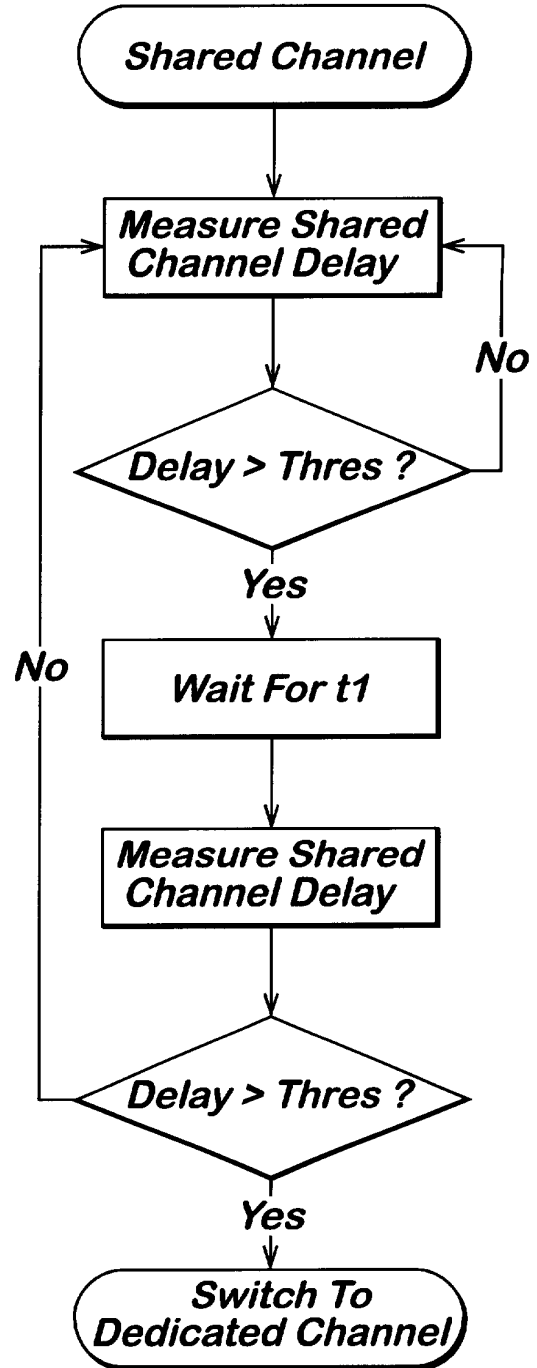 Shared Channel
Measure Shared
Channel Delay
No
Delay > Thres ?
Yes
No
Wait For t1
Measure Shared
Channel Delay
Delay > Thres ?
Yes
Switch To
Dedicated Channel